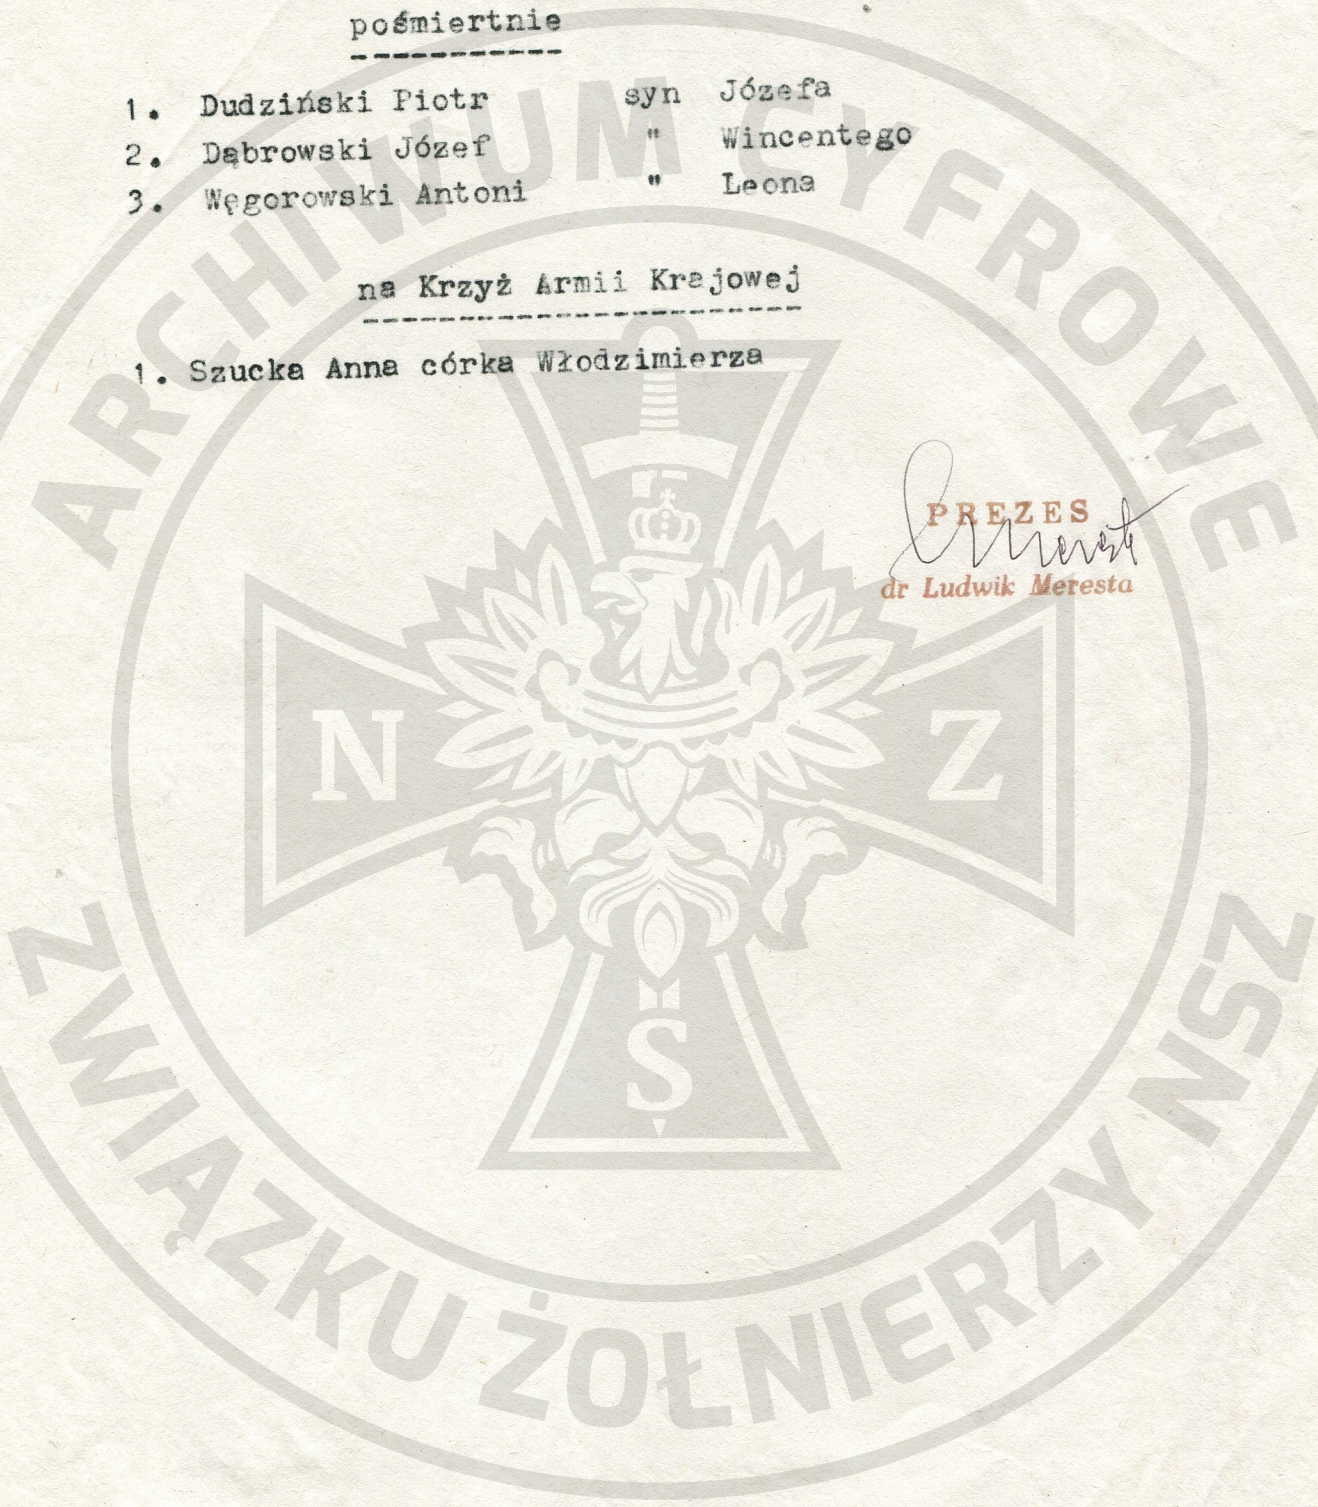 pośmiertnie
1. Dudziński Piotr syn Józefa
2. Dąbrowski Józef " Wincentego
3. Węgorowski Antoni " Leona
na Krzyż Armii Krajowej
1. Szucka Anna córka Włodzimierza
PREZES
dr Ludwik Meresta
ARCHIWUM CYFROWE
N Z
S
ZWIĄZKU ŻOŁNIERZY NSZ